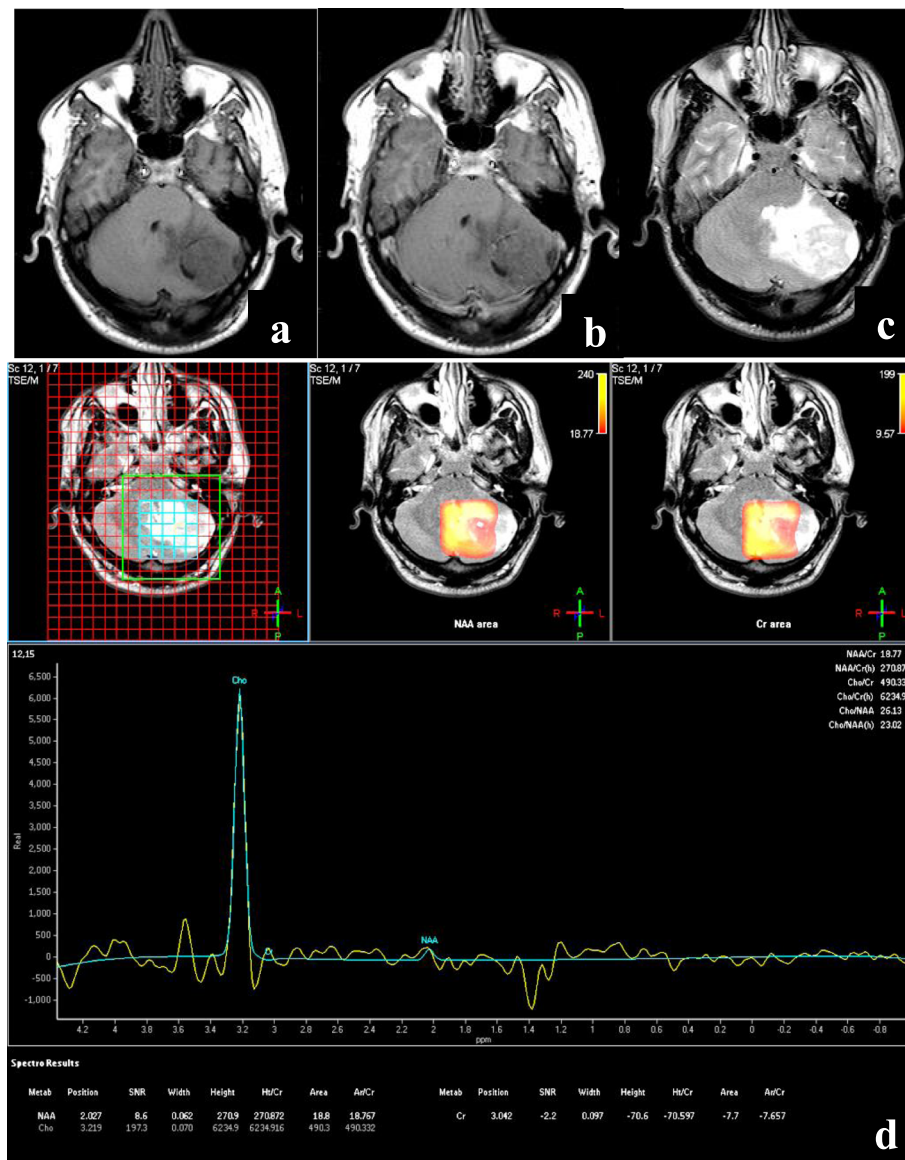 a
b
c
Sc 12, 1 / 7
TSE/M
A
R
L
P
Sc 12, 1 / 7
TSE/M
240
18.77
A
R
L
P
NAA area
Sc 12, 1 / 7
TSE/M
199
9.57
A
R
L
P
Cr area
12,15
NAA/Cr 18.77
NAA/Cr(h) 270.87
Cho/Cr 490.33
Cho/Cr(h) 6234.9
Cho/NAA 26.13
Cho/NAA(h) 23.02
Cho
NAA
Real
6,500
6,000
5,500
5,000
4,500
4,000
3,500
3,000
2,500
2,000
1,500
1,000
500
0
-500
-1,000
4.2 4 3.8 3.6 3.4 3.2 3 2.8 2.6 2.4 2.2 2 1.8 1.6 1.4 1.2 1 0.8 0.6 0.4 0.2 0 -0.2 -0.4 -0.6 -0.8
ppm
Spectro Results
Metab Position SNR Width Height Ht/Cr Area Ar/Cr
NAA 2.027 8.6 0.062 270.9 270.872 18.8 18.767
Cho 3.219 197.3 0.070 6234.9 6234.916 490.3 490.332
Metab Position SNR Width Height Ht/Cr Area Ar/Cr
Cr 3.042 -2.2 0.097 -70.6 -70.597 -7.7 -7.657
d